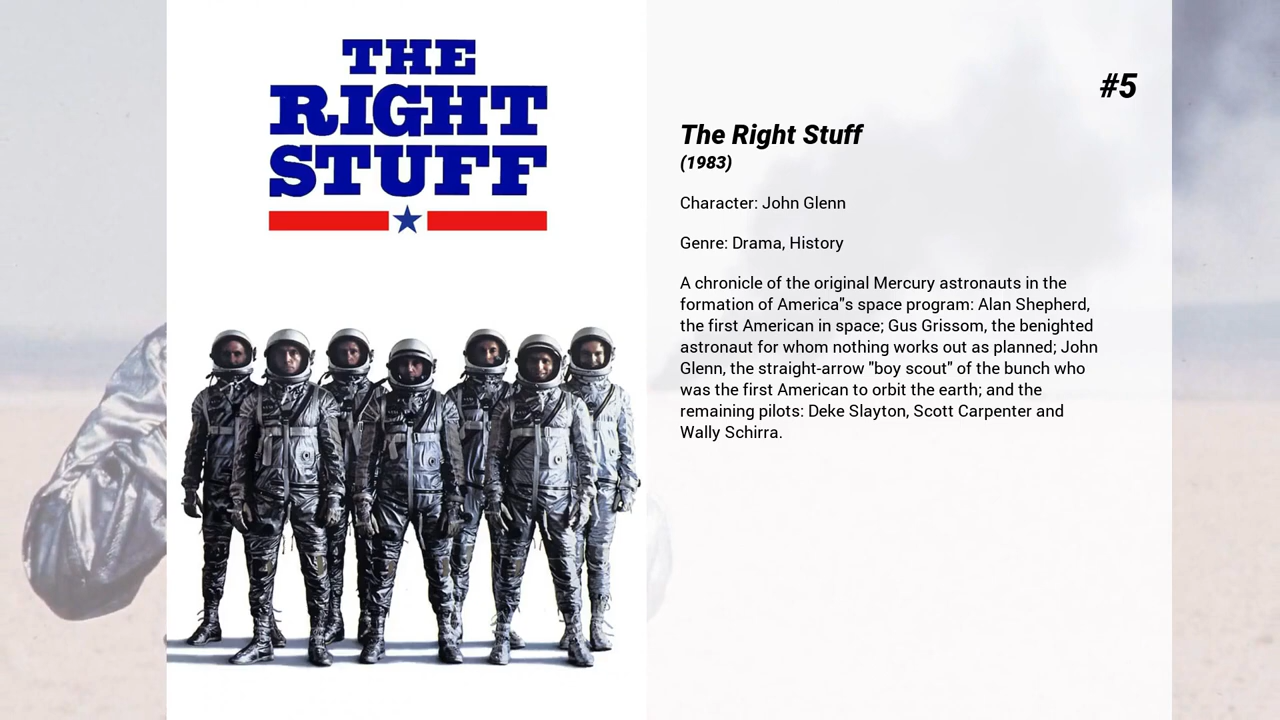 THE
RIGHT
STUFF
#5
The Right Stuff
(1983)
Character: John Glenn
Genre: Drama, History
A chronicle of the original Mercury astronauts in the
formation of America"s space program: Alan Shepherd,
the first American in space; Gus Grissom, the benighted
astronaut for whom nothing works out as planned; John
Glenn, the straight-arrow "boy scout" of the bunch who
was the first American to orbit the earth; and the
remaining pilots: Deke Slayton, Scott Carpenter and
Wally Schirra.